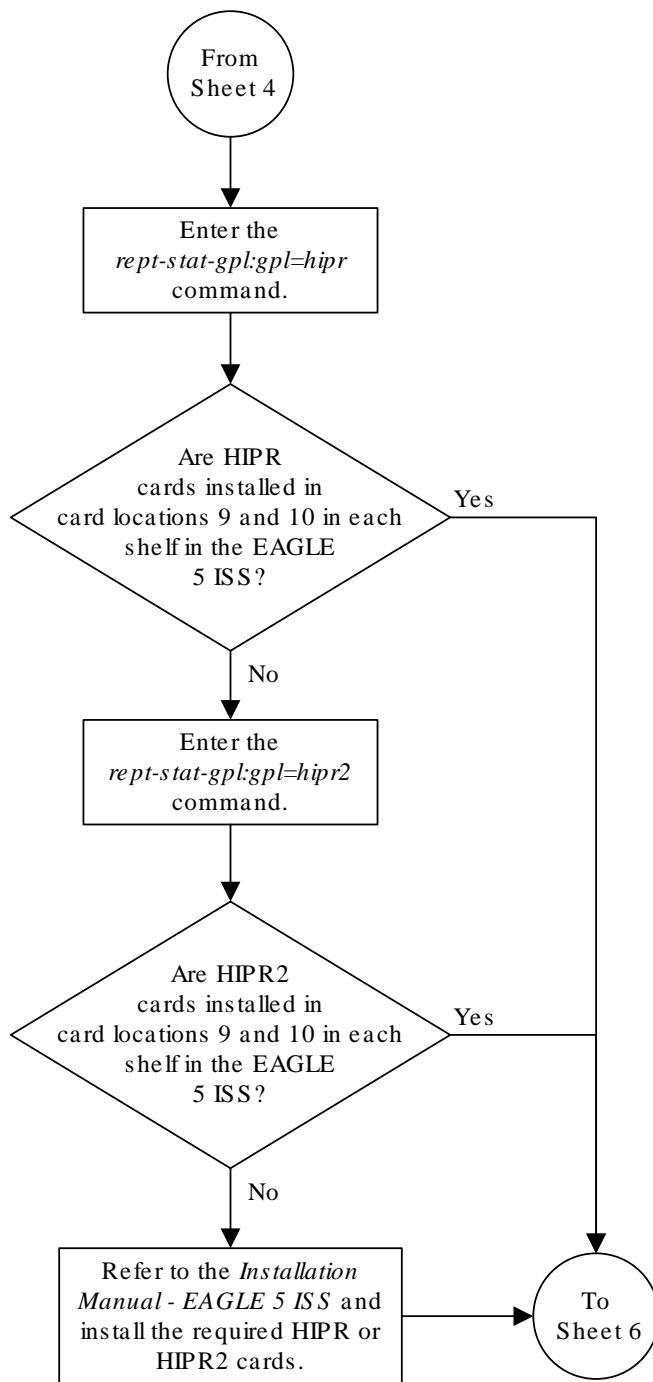 From
Sheet 4
Enter the
rept-stat-gpl:gpl=hipr
command.
Are HIPR
cards installed in
card locations 9 and 10 in each
shelf in the EAGLE
5 ISS?
Yes
No
Enter the
rept-stat-gpl:gpl=hipr2
command.
Are HIPR2
cards installed in
card locations 9 and 10 in each
shelf in the EAGLE
5 ISS?
Yes
No
Refer to the Installation
Manual - EAGLE 5 ISS and
install the required HIPR or
HIPR2 cards.
To
Sheet 6